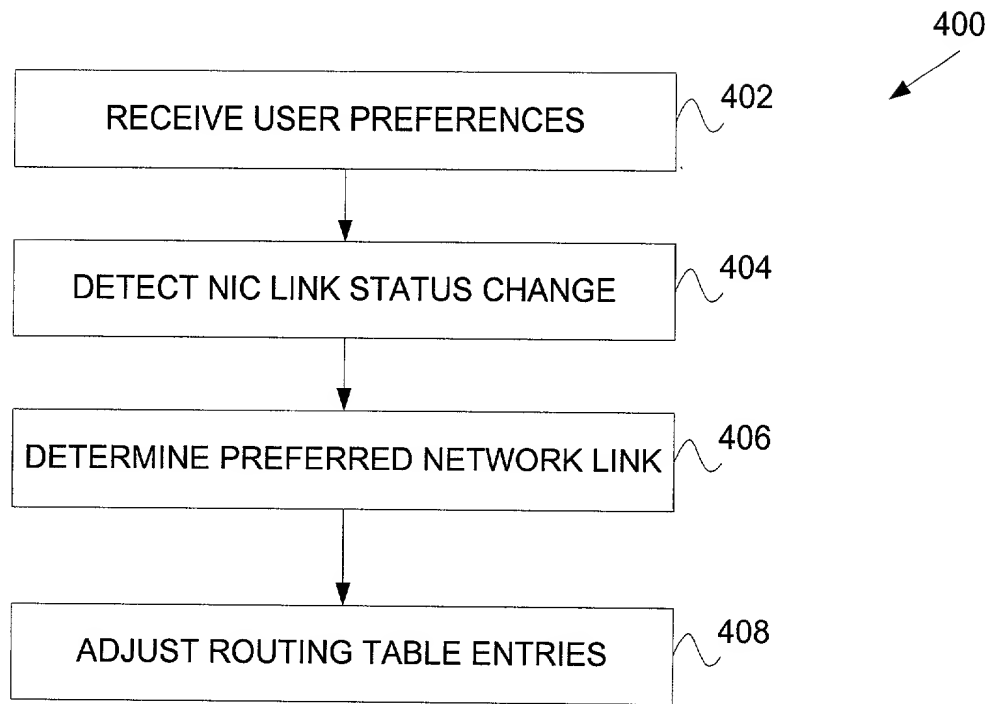 400
RECEIVE USER PREFERENCES
402
DETECT NIC LINK STATUS CHANGE
404
DETERMINE PREFERRED NETWORK LINK
406
ADJUST ROUTING TABLE ENTRIES
408